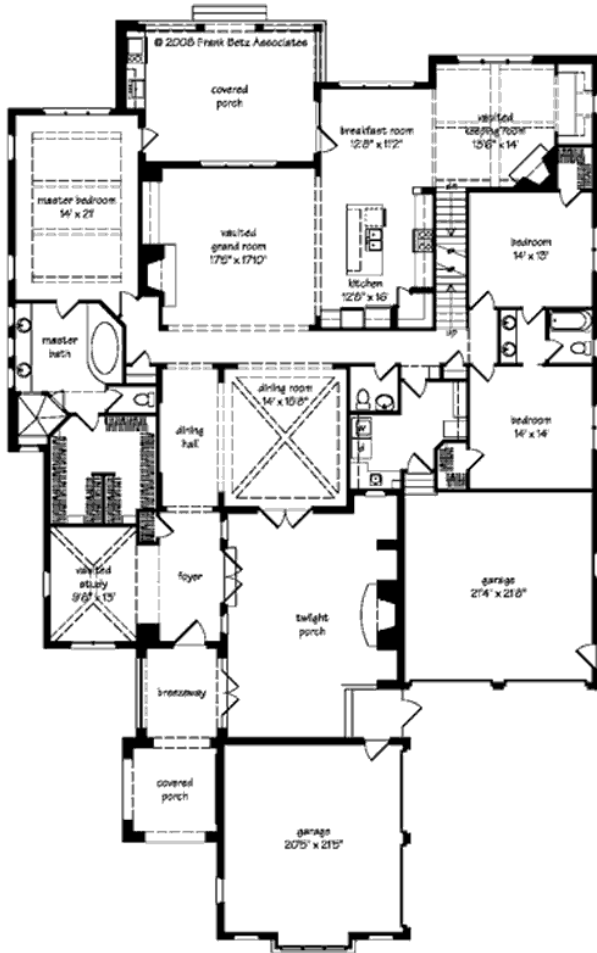 © 2008 Frank Betz Associates
covered
porch
breakfast room
12'8" x 11'2"
vaulted
keeping room
13'6" x 14'
master bedroom
14' x 21'
vaulted
grand room
17'6" x 17'10"
dn
bedroom
14' x 13'
kitchen
12'8" x 16'
up
master
bath
dining room
14' x 16'8"
dining
hall
bedroom
14' x 14'
vaulted
study
9'8" x 13'
foyer
twilight
porch
garage
21'4" x 21'8"
breezeway
covered
porch
garage
20'5" x 21'5"